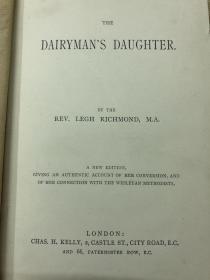 THE
DAIRYMAN'S DAUGHTER.
BY THE
REV. LEGH RICHMOND, M.A.
A NEW EDITION,
GIVING AN AUTHENTIC ACCOUNT OF HER CONVERSION, AND
OF HER CONNECTION WITH THE WESLEYAN METHODISTS.
LONDON:
CHAS. H. KELLY, 2, CASTLE ST., CITY ROAD, E.C.
AND 66, PATERNOSTER ROW, E.C.